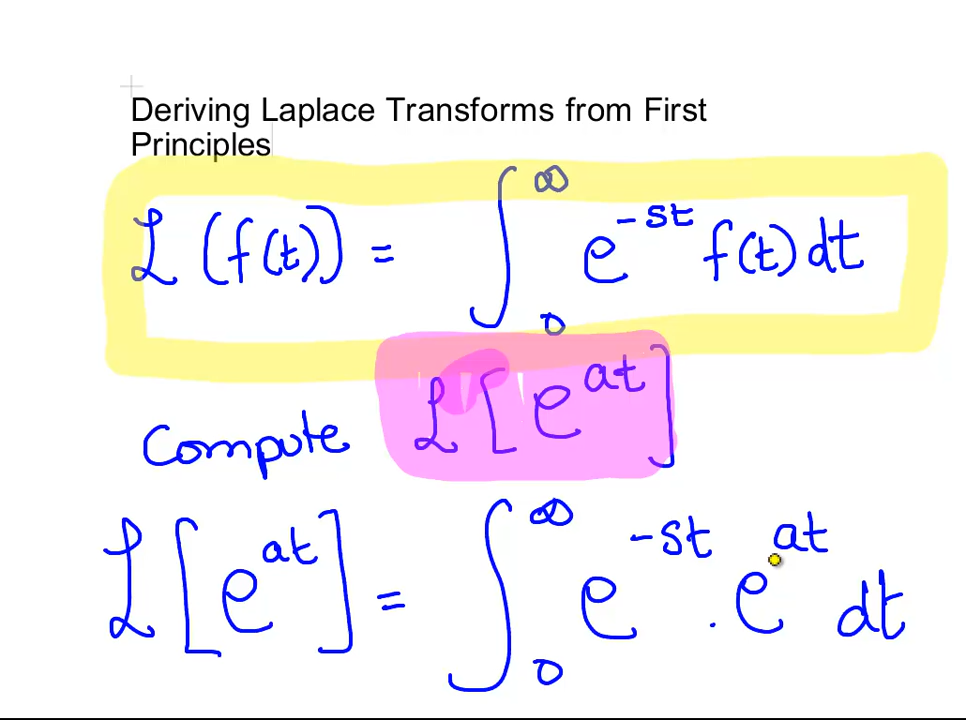 Deriving Laplace Transforms from First
Principles
ℒ (f(t)) = ∫₀^∞ e^{-st} f(t) dt
Compute ℒ [e^{at}]
ℒ [e^{at}] = ∫₀^∞ e^{-st} . e^{at} dt